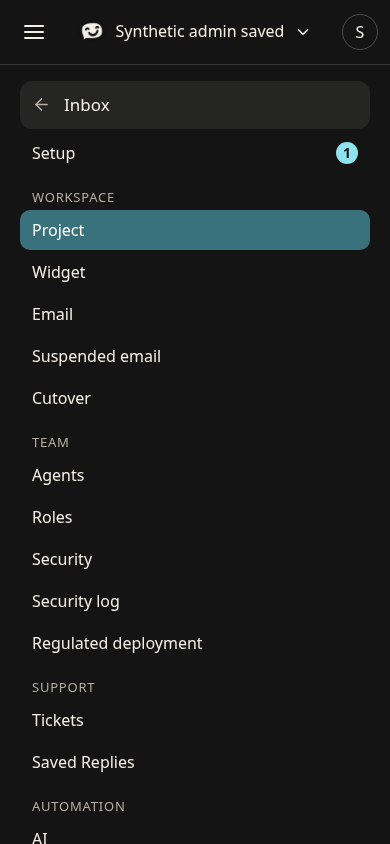 Synthetic admin saved
S
Inbox
Setup
1
WORKSPACE
Project
Widget
Email
Suspended email
Cutover
TEAM
Agents
Roles
Security
Security log
Regulated deployment
SUPPORT
Tickets
Saved Replies
AUTOMATION
AI